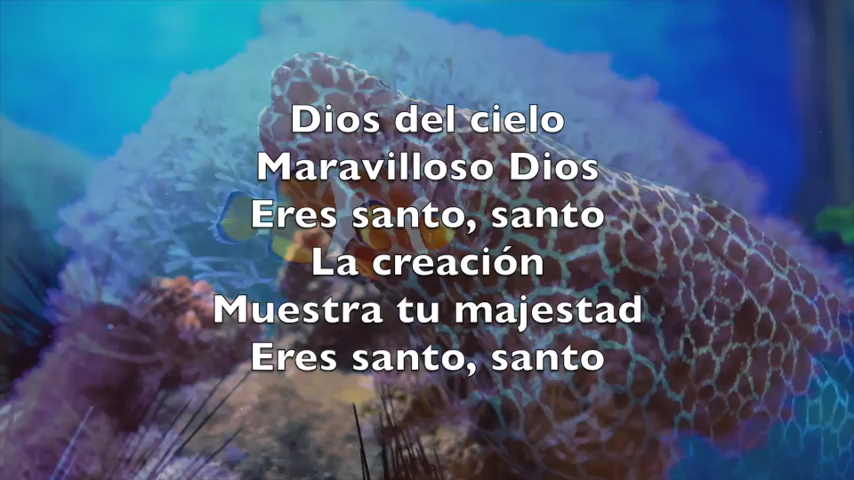 Dios del cielo
Maravilloso Dios
Eres santo, santo
La creación
Muestra tu majestad
Eres santo, santo